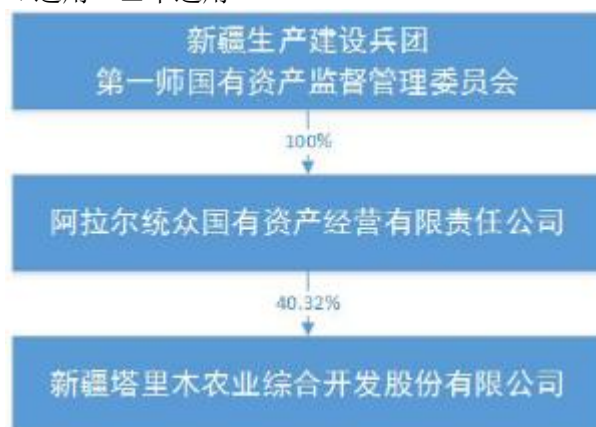 新疆生产建设兵团
第一师国有资产监督管理委员会
100%
阿拉尔统众国有资产经营有限责任公司
40.32%
新疆塔里木农业综合开发股份有限公司